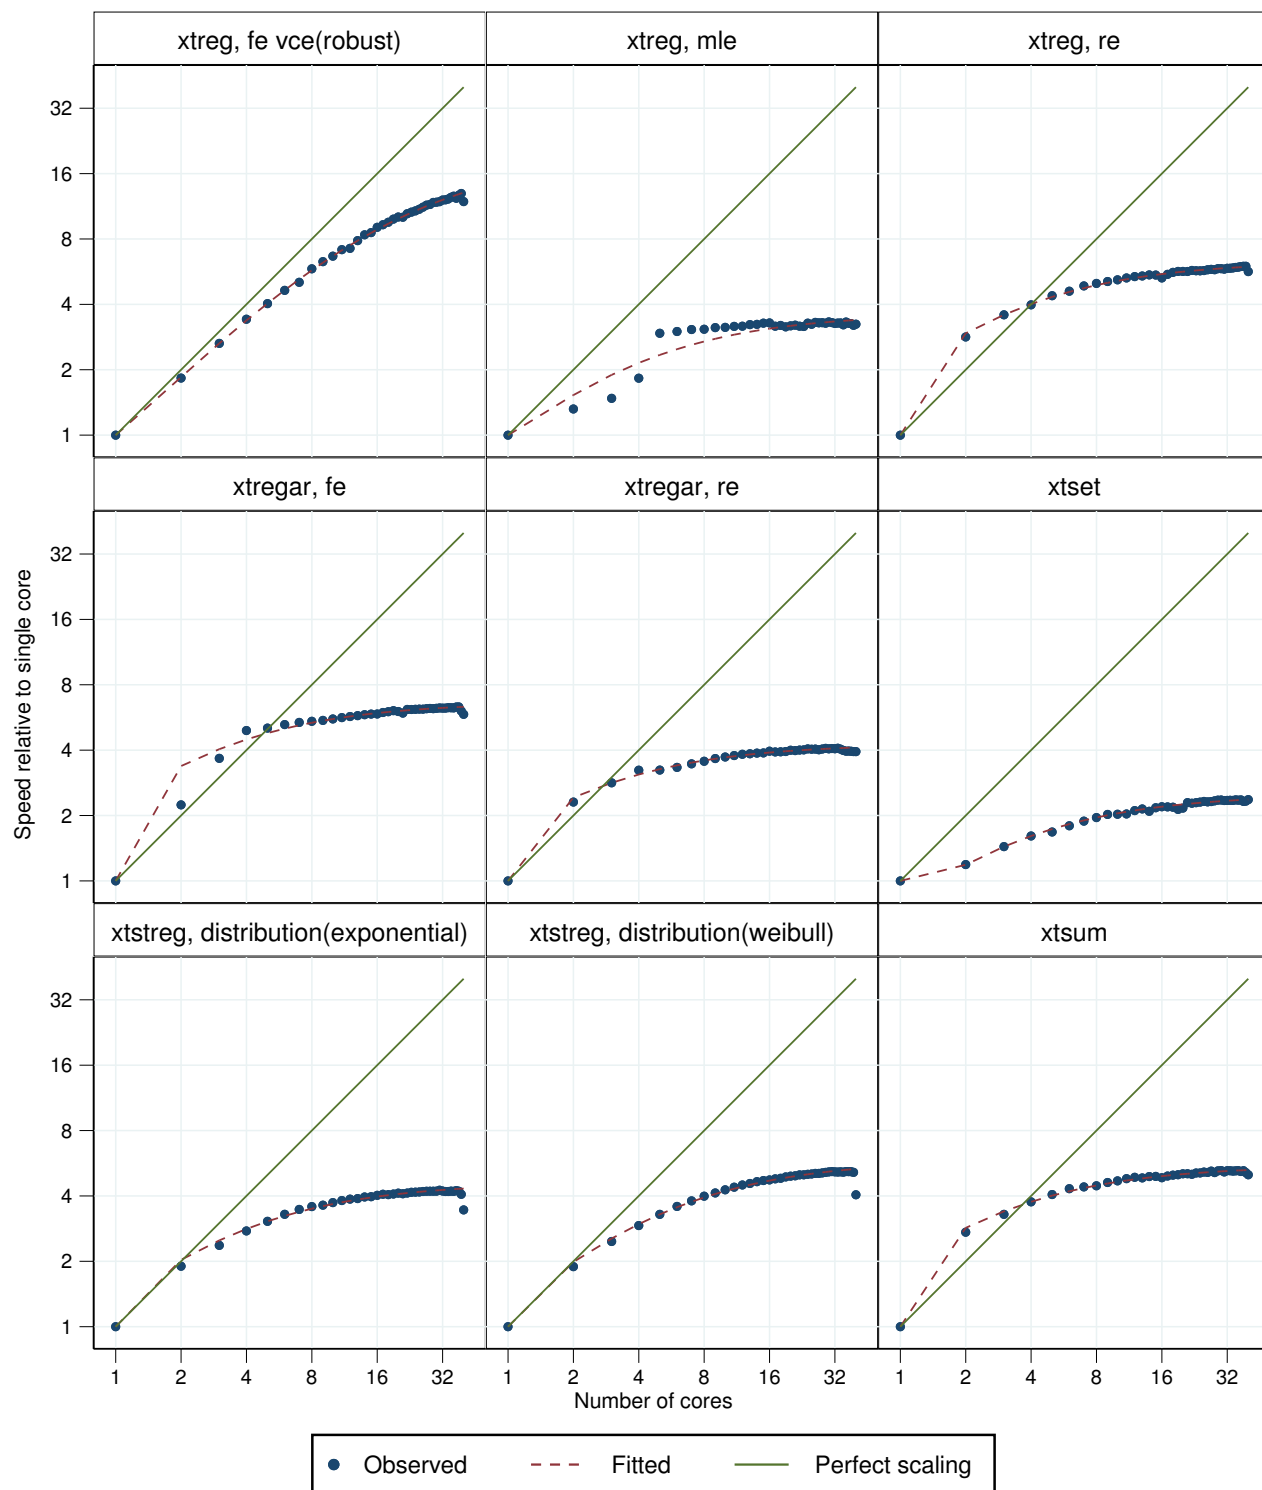 xtreg, fe vce(robust)
xtreg, mle
xtreg, re
32
16
8
4
2
1
xtregar, fe
xtregar, re
xtset
32
16
8
4
2
1
Speed relative to single core
xtstreg, distribution(exponential)
xtstreg, distribution(weibull)
xtsum
32
16
8
4
2
1
1 2 4 8 16 32
1 2 4 8 16 32
1 2 4 8 16 32
Number of cores
Observed
Fitted
Perfect scaling